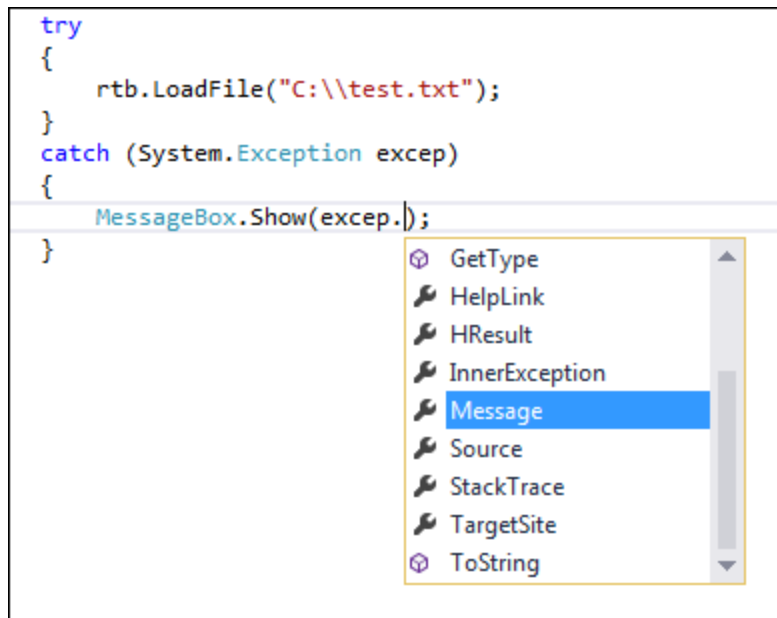 try
{
    rtb.LoadFile("C:\\test.txt");
}
catch (System.Exception excep)
{
    MessageBox.Show(excep.);
}
GetType
HelpLink
HResult
InnerException
Message
Source
StackTrace
TargetSite
ToString